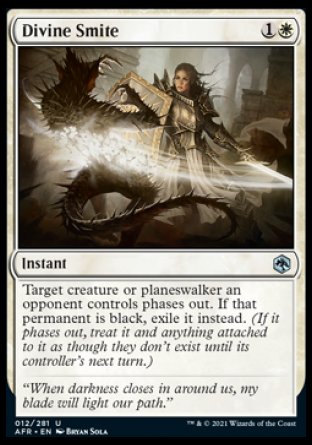 Divine Smite 1
Instant
Target creature or planeswalker an
opponent controls phases out. If that
permanent is black, exile it instead. (If it
phases out, treat it and anything attached
to it as though they don't exist until its
controller's next turn.)
"When darkness closes in around us, my
blade will light our path."
012/281 U
AFR • EN BRYAN SOLA
™ & © 2021 Wizards of the Coast